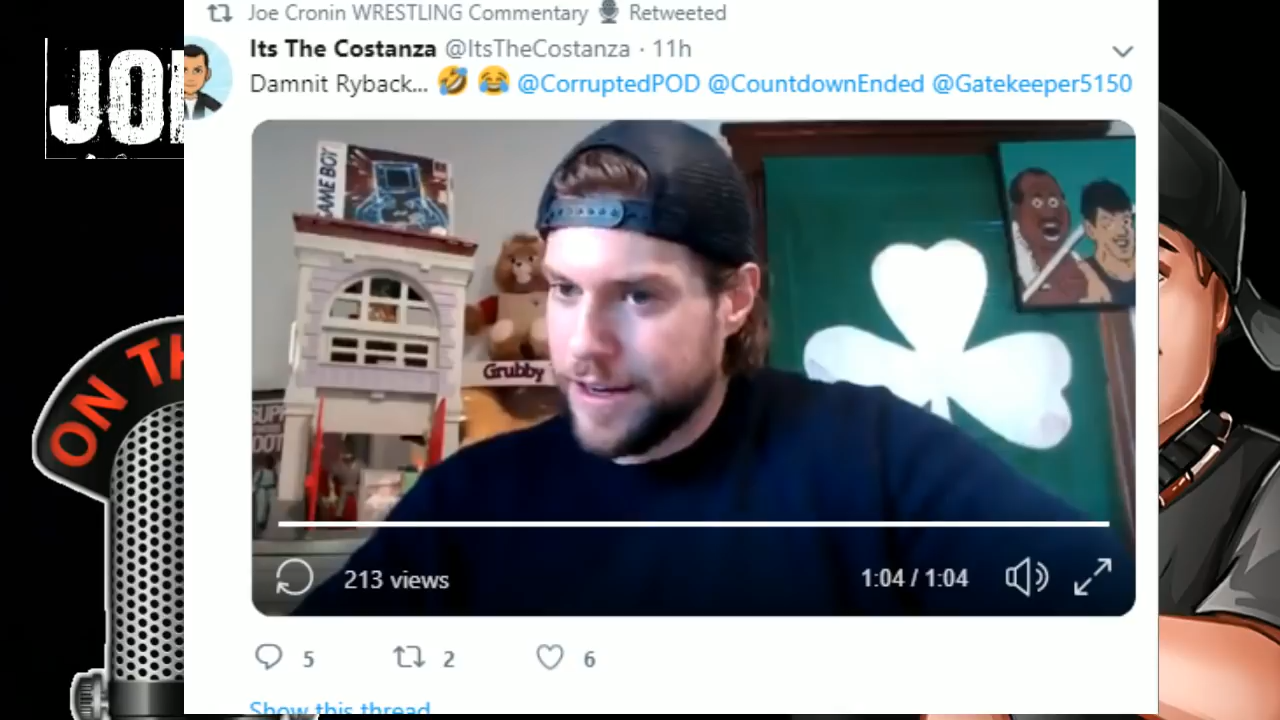 Joe Cronin WRESTLING Commentary 🎙 Retweeted
Its The Costanza @ItsTheCostanza · 11h
Damnit Ryback... 🤣 😂 @CorruptedPOD @CountdownEnded @Gatekeeper5150
JO
GAME BOY
Grubby
ON TH
213 views
1:04 / 1:04
5
2
6
Show this thread